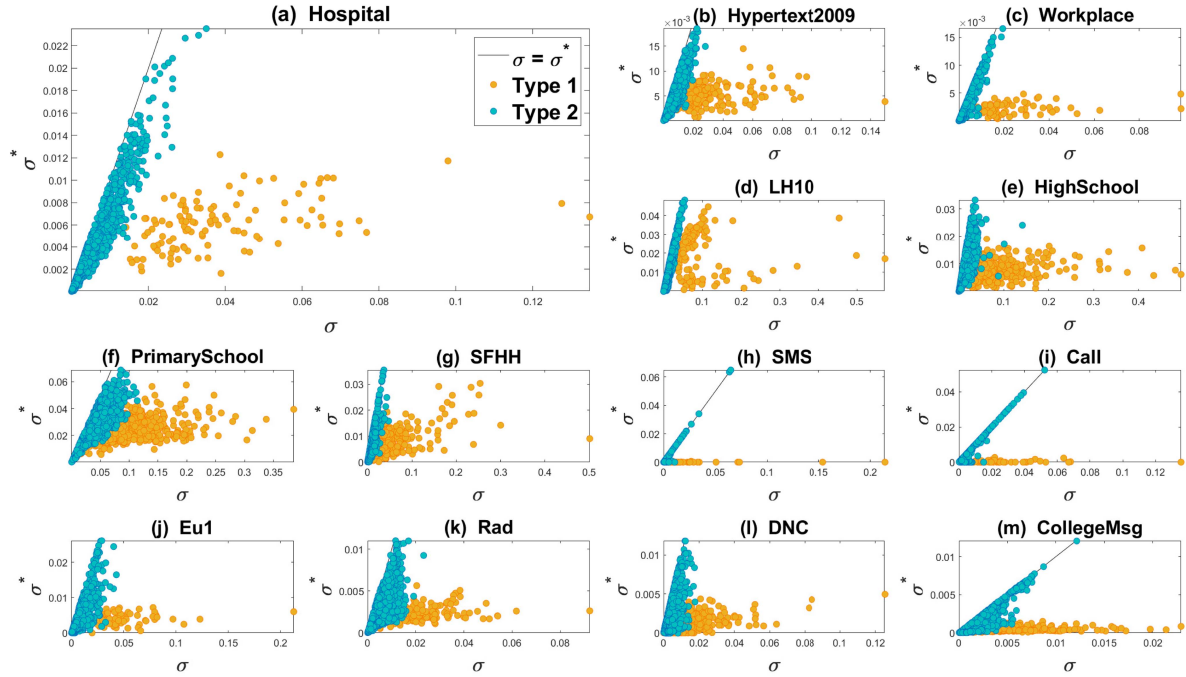 (a) Hospital
σ*
0.022
0.02
0.018
0.016
0.014
0.012
0.01
0.008
0.006
0.004
0.002
0.02 0.04 0.06 0.08 0.1 0.12
σ
σ = σ*
Type 1
Type 2
(b) Hypertext2009
×10⁻³
σ*
15
10
5
0.02 0.04 0.06 0.08 0.1 0.12 0.14
σ
(c) Workplace
×10⁻³
σ*
15
10
5
0.02 0.04 0.06 0.08
σ
(d) LH10
σ*
0.04
0.03
0.02
0.01
0.1 0.2 0.3 0.4 0.5
σ
(e) HighSchool
σ*
0.03
0.02
0.01
0.1 0.2 0.3 0.4
σ
(f) PrimarySchool
σ*
0.06
0.04
0.02
0.05 0.1 0.15 0.2 0.25 0.3 0.35
σ
(g) SFHH
σ*
0.03
0.02
0.01
0
0 0.1 0.2 0.3 0.4 0.5
σ
(h) SMS
σ*
0.06
0.04
0.02
0
0 0.05 0.1 0.15 0.2
σ
(i) Call
σ*
0.04
0.02
0
0 0.02 0.04 0.06 0.08 0.1 0.12
σ
(j) Eu1
σ*
0.02
0.01
0
0 0.05 0.1 0.15 0.2
σ
(k) Rad
σ*
0.01
0.005
0
0 0.02 0.04 0.06 0.08
σ
(l) DNC
σ*
0.01
0.005
0
0 0.02 0.04 0.06 0.08 0.1 0.12
σ
(m) CollegeMsg
σ*
0.01
0.005
0
0 0.005 0.01 0.015 0.02
σ